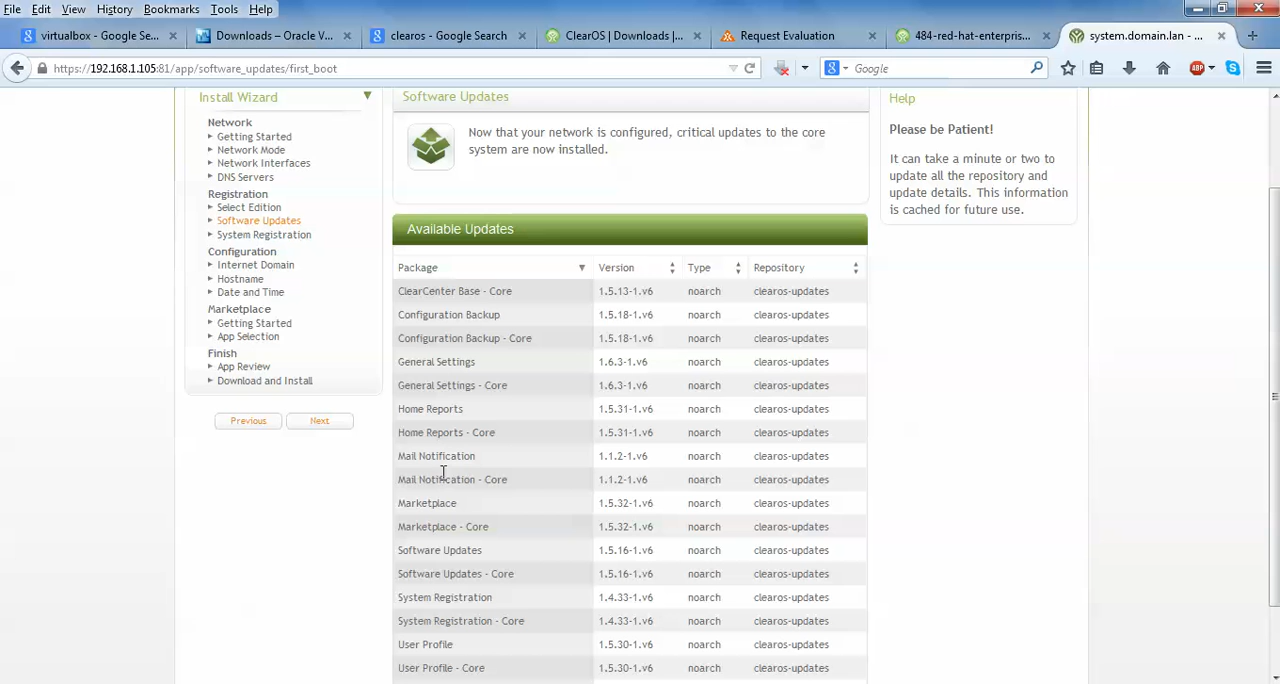 File Edit View History Bookmarks Tools Help
virtualbox - Google Se...
Downloads – Oracle V...
clearos - Google Search
ClearOS | Downloads |...
Request Evaluation
484-red-hat-enterpris...
system.domain.lan - ...
https://192.168.1.105:81/app/software_updates/first_boot
Google
ABP
Install Wizard
Network
Getting Started
Network Mode
Network Interfaces
DNS Servers
Registration
Select Edition
Software Updates
System Registration
Configuration
Internet Domain
Hostname
Date and Time
Marketplace
Getting Started
App Selection
Finish
App Review
Download and Install
Previous Next
Software Updates
Now that your network is configured, critical updates to the core
system are now installed.
Available Updates
Package Version Type Repository
ClearCenter Base - Core 1.5.13-1.v6 noarch clearos-updates
Configuration Backup 1.5.18-1.v6 noarch clearos-updates
Configuration Backup - Core 1.5.18-1.v6 noarch clearos-updates
General Settings 1.6.3-1.v6 noarch clearos-updates
General Settings - Core 1.6.3-1.v6 noarch clearos-updates
Home Reports 1.5.31-1.v6 noarch clearos-updates
Home Reports - Core 1.5.31-1.v6 noarch clearos-updates
Mail Notification 1.1.2-1.v6 noarch clearos-updates
Mail Notification - Core 1.1.2-1.v6 noarch clearos-updates
Marketplace 1.5.32-1.v6 noarch clearos-updates
Marketplace - Core 1.5.32-1.v6 noarch clearos-updates
Software Updates 1.5.16-1.v6 noarch clearos-updates
Software Updates - Core 1.5.16-1.v6 noarch clearos-updates
System Registration 1.4.33-1.v6 noarch clearos-updates
System Registration - Core 1.4.33-1.v6 noarch clearos-updates
User Profile 1.5.30-1.v6 noarch clearos-updates
User Profile - Core 1.5.30-1.v6 noarch clearos-updates
Help
Please be Patient!
It can take a minute or two to
update all the repository and
update details. This information
is cached for future use.